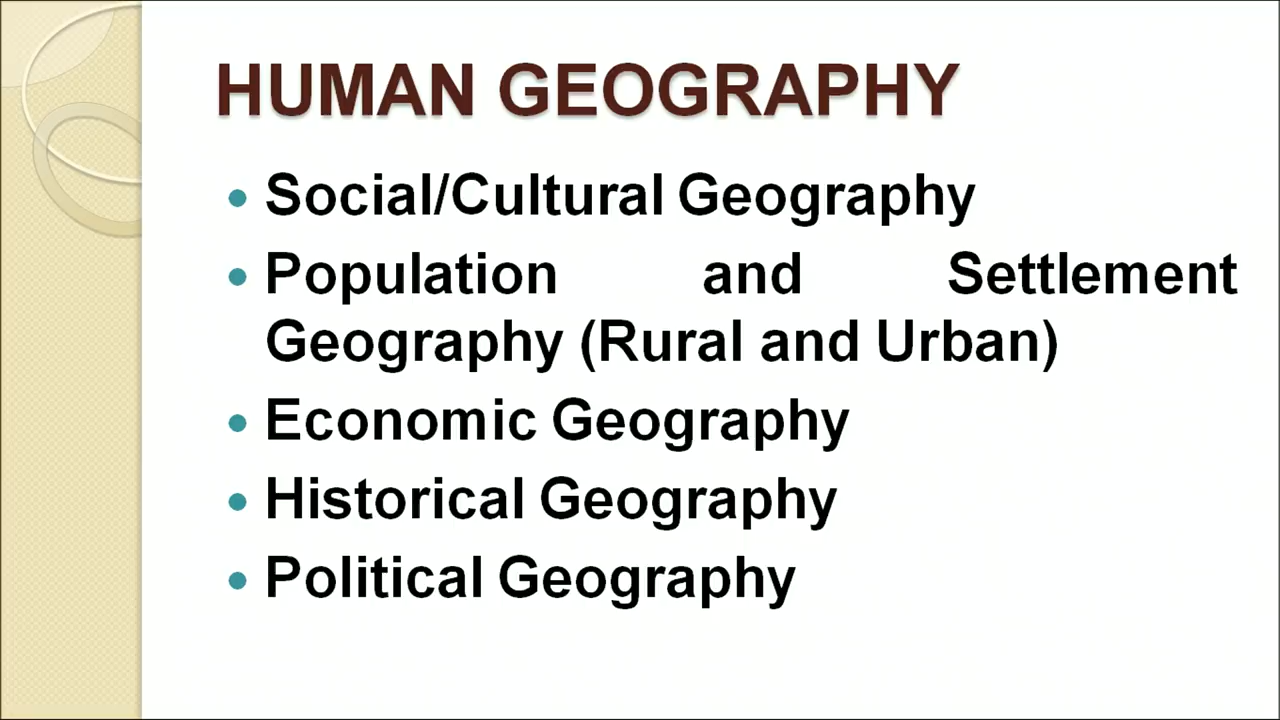 HUMAN GEOGRAPHY
Social/Cultural Geography
Population and Settlement
Geography (Rural and Urban)
Economic Geography
Historical Geography
Political Geography